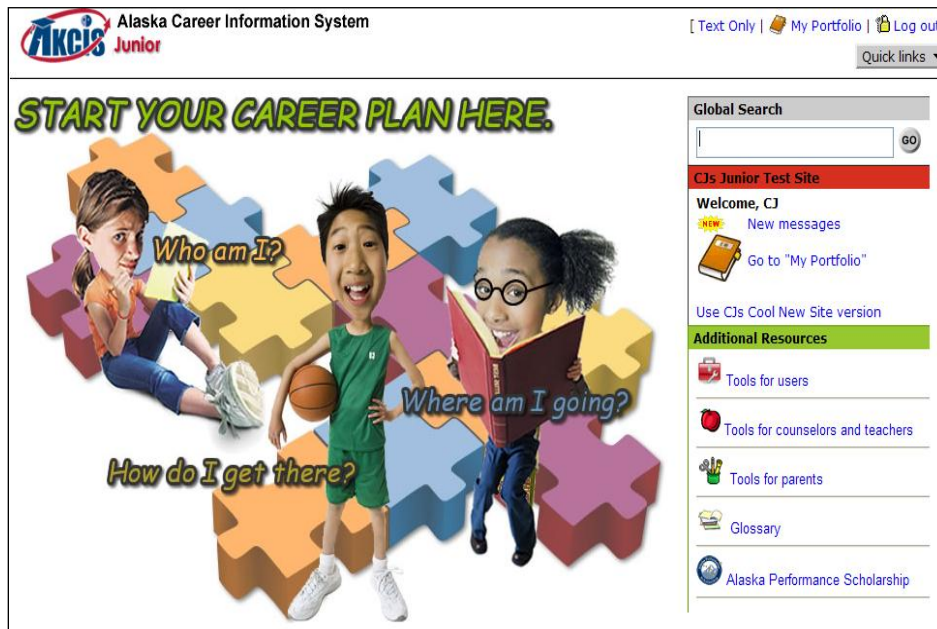 AKCIS
Alaska Career Information System
Junior
[ Text Only | My Portfolio | Log out
Quick links ▼
START YOUR CAREER PLAN HERE.
Who am I?
Where am I going?
How do I get there?
Global Search
GO
CJs Junior Test Site
Welcome, CJ
NEW New messages
Go to "My Portfolio"
Use CJs Cool New Site version
Additional Resources
Tools for users
Tools for counselors and teachers
Tools for parents
Glossary
Alaska Performance Scholarship